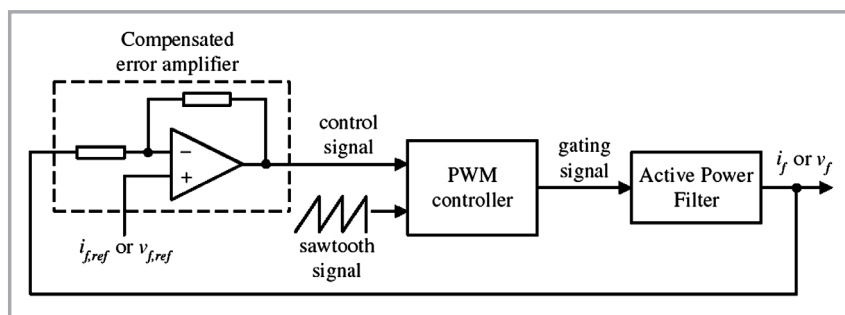 Compensated
error amplifier
−
+
i_f,ref or v_f,ref
control
signal
sawtooth
signal
PWM
controller
gating
signal
Active Power
Filter
i_f or v_f